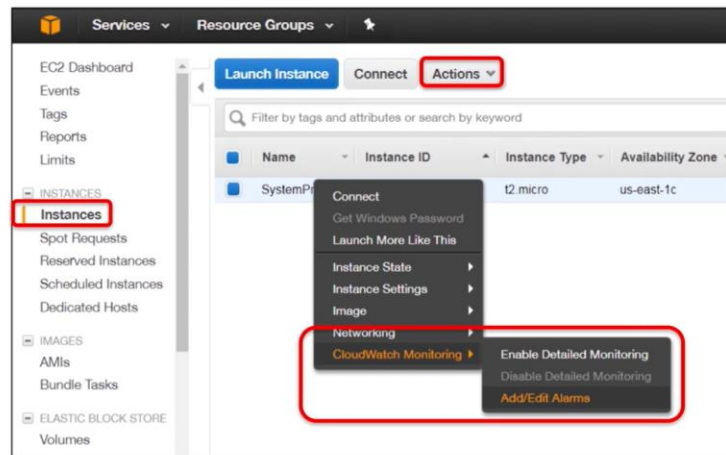 Services Resource Groups
EC2 Dashboard
Events
Tags
Reports
Limits
INSTANCES
Instances
Spot Requests
Reserved Instances
Scheduled Instances
Dedicated Hosts
IMAGES
AMIs
Bundle Tasks
ELASTIC BLOCK STORE
Volumes
Launch Instance Connect Actions
Filter by tags and attributes or search by keyword
Name Instance ID Instance Type Availability Zone
SystemPr t2.micro us-east-1c
Connect
Get Windows Password
Launch More Like This
Instance State
Instance Settings
Image
Networking
CloudWatch Monitoring
Enable Detailed Monitoring
Disable Detailed Monitoring
Add/Edit Alarms